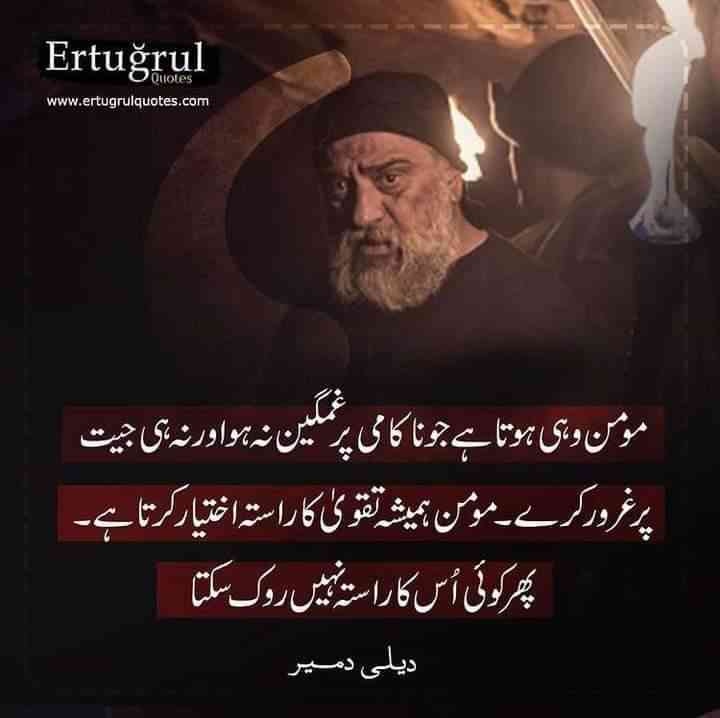 Ertuğrul
Quotes
www.ertugrulquotes.com
مومن وہی ہوتا ہے جو ناکامی پر غمگین نہ ہو اور نہ ہی جیت
پر غرور کرے ۔ مومن ہمیشہ تقویٰ کا راستہ اختیار کرتا ہے ۔
پھر کوئی اُس کا راستہ نہیں روک سکتا
دیلی دمیر